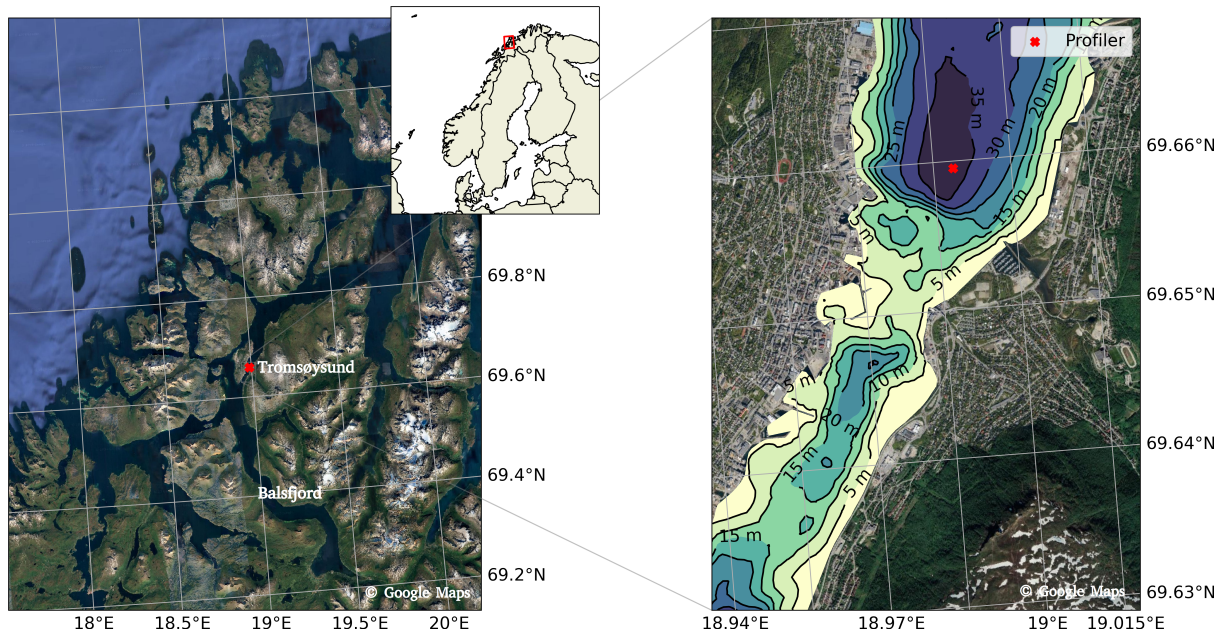 Profiler
35 m
20 m
25 m
30 m
15 m
5 m
5 m
69.66°N
69.8°N
69.65°N
Tromsøysund
69.6°N
10 m
5 m
20 m
69.64°N
15 m
5 m
69.4°N
Balsfjord
15 m
69.2°N
© Google Maps
© Google Maps
69.63°N
18°E
18.5°E
19°E
19.5°E
20°E
18.94°E
18.97°E
19°E
19.015°E